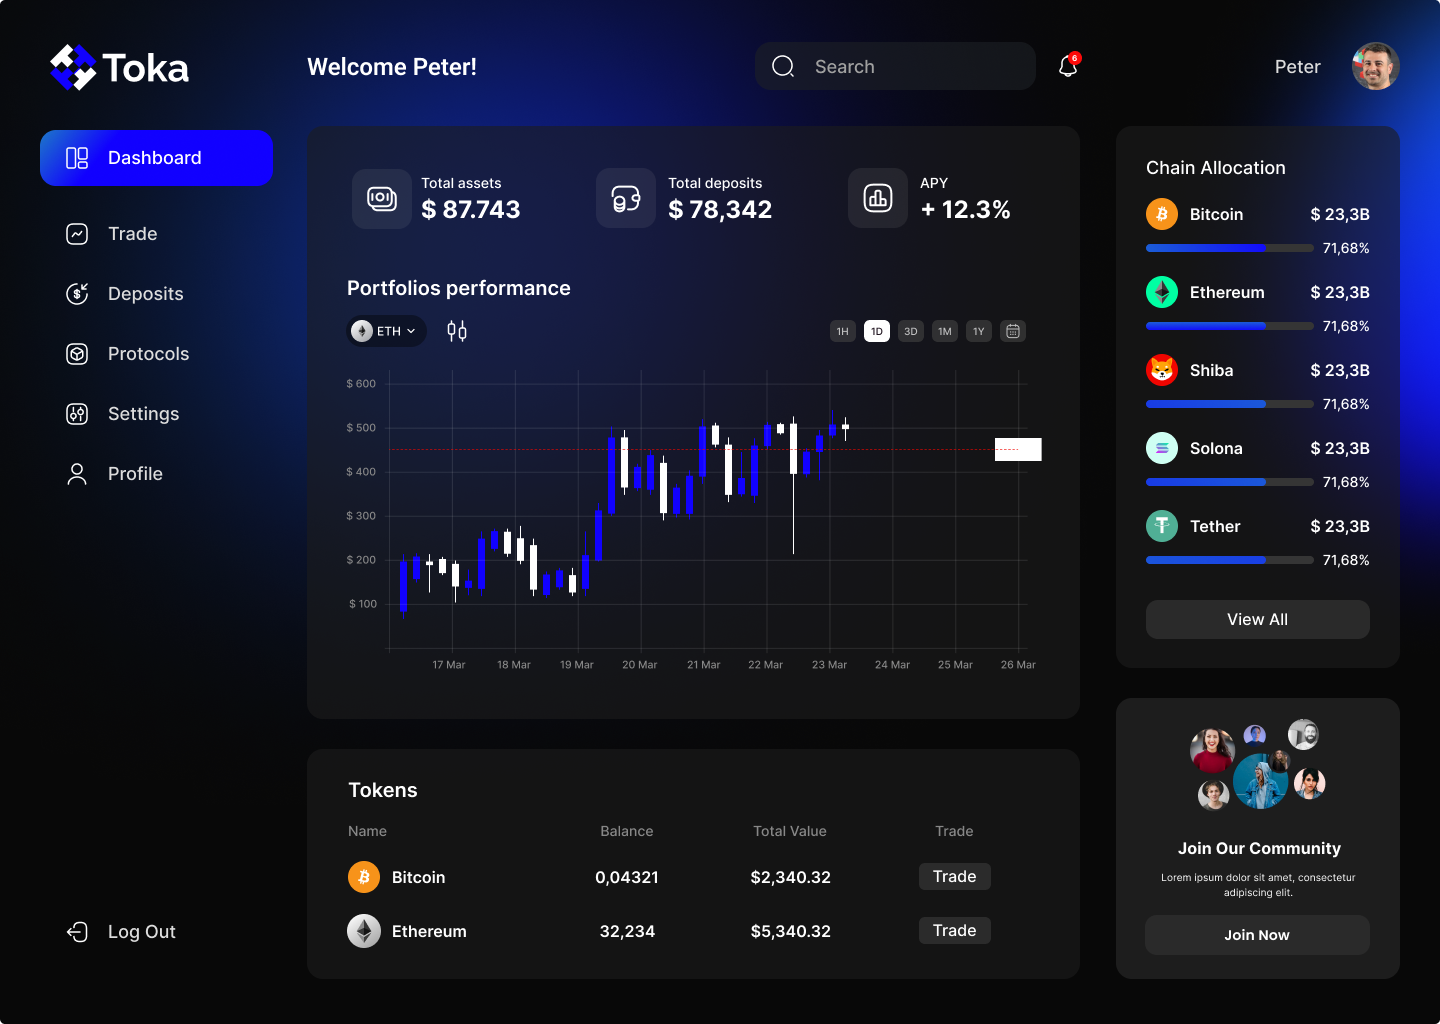 Toka
Welcome Peter!
Search
6
Peter
Dashboard
Trade
Deposits
Protocols
Settings
Profile
Log Out
Total assets
$ 87.743
Total deposits
$ 78,342
APY
+ 12.3%
Portfolios performance
ETH
1H 1D 3D 1M 1Y
$ 600
$ 500
$ 400
$ 300
$ 200
$ 100
17 Mar 18 Mar 19 Mar 20 Mar 21 Mar 22 Mar 23 Mar 24 Mar 25 Mar 26 Mar
Tokens
Name Balance Total Value Trade
Bitcoin 0,04321 $2,340.32 Trade
Ethereum 32,234 $5,340.32 Trade
Chain Allocation
Bitcoin $ 23,3B
71,68%
Ethereum $ 23,3B
71,68%
Shiba $ 23,3B
71,68%
Solona $ 23,3B
71,68%
Tether $ 23,3B
71,68%
View All
Join Our Community
Lorem ipsum dolor sit amet, consectetur
adipiscing elit.
Join Now